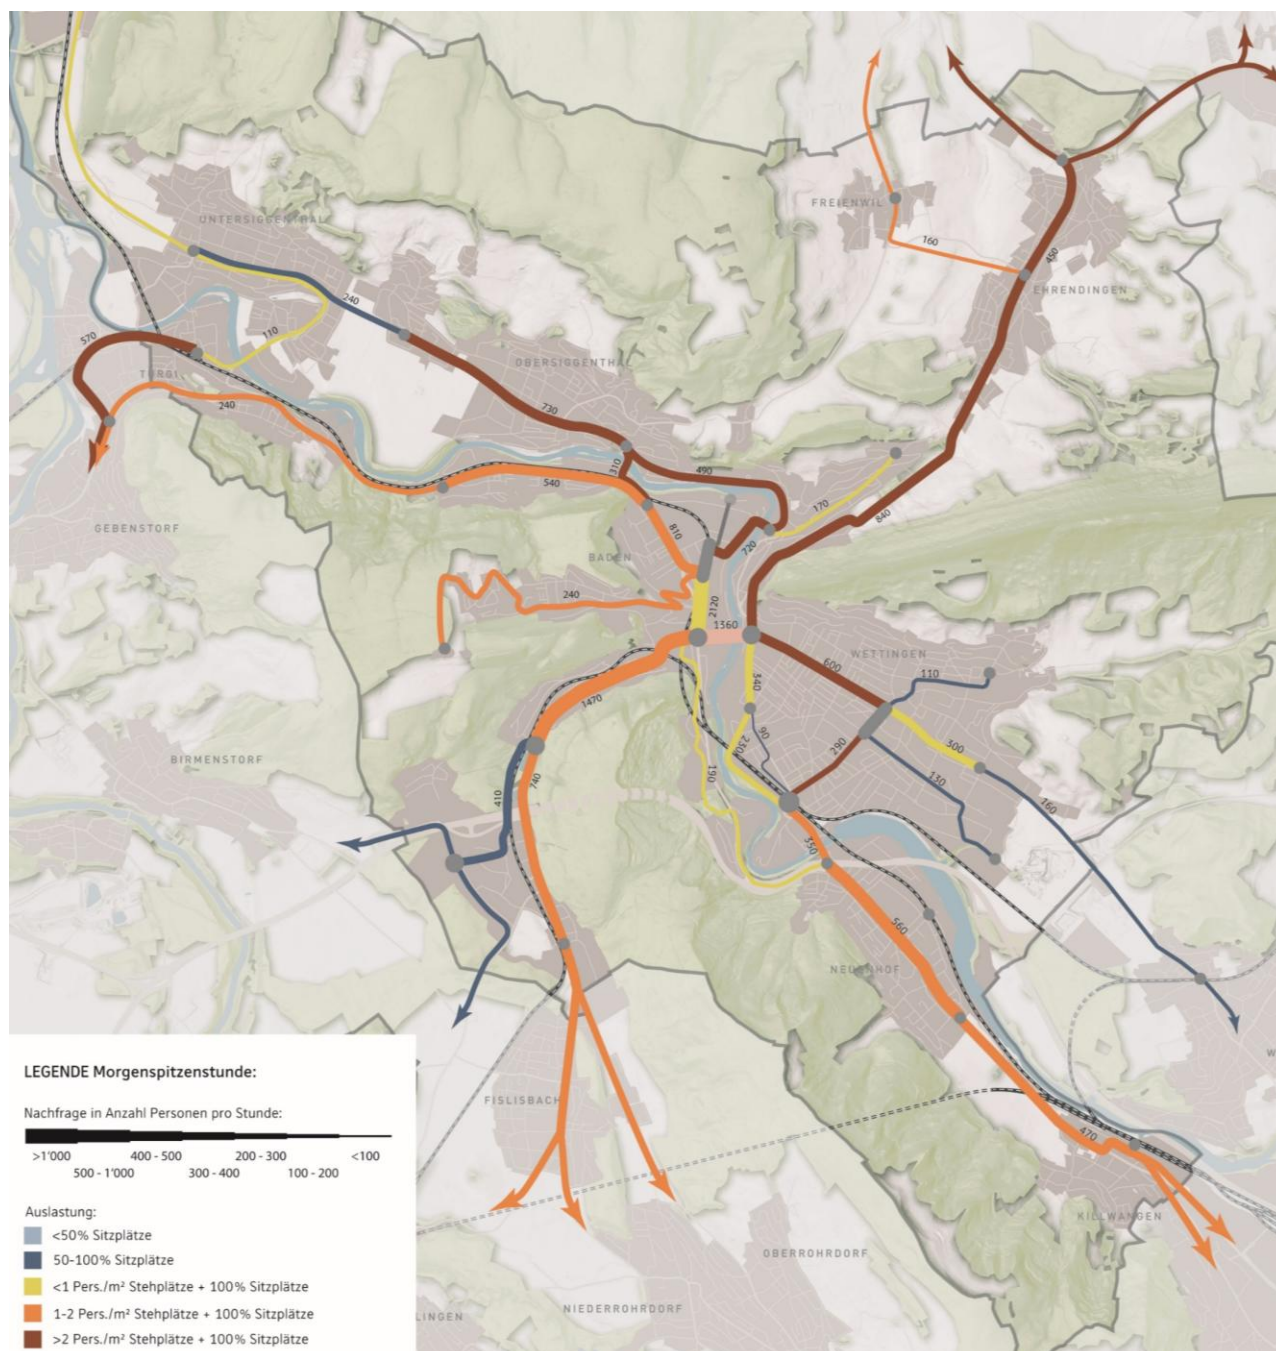 FREIENWIL
160
UNTERSIGGENTHAL
450
EHRENDINGEN
240
110
570
OBERSIGGENTHAL
TURGI
240
730
490
310
540
170
840
GEBENSTORF
810
720
BADEN
240
2120
1360
WETTINGEN
600
110
340
1470
90
300
230
290
BIRMENSTORF
190
740
130
410
160
350
560
NEUENHOF
470
FISLISBACH
KILLWANGEN
OBERROHRDORF
NIEDERROHRDORF
LINGEN
W
LEGENDE Morgenspitzenstunde:
Nachfrage in Anzahl Personen pro Stunde:
>1'000 400 - 500 200 - 300 <100
500 - 1'000 300 - 400 100 - 200
Auslastung:
<50% Sitzplätze
50-100% Sitzplätze
<1 Pers./m² Stehplätze + 100% Sitzplätze
1-2 Pers./m² Stehplätze + 100% Sitzplätze
>2 Pers./m² Stehplätze + 100% Sitzplätze